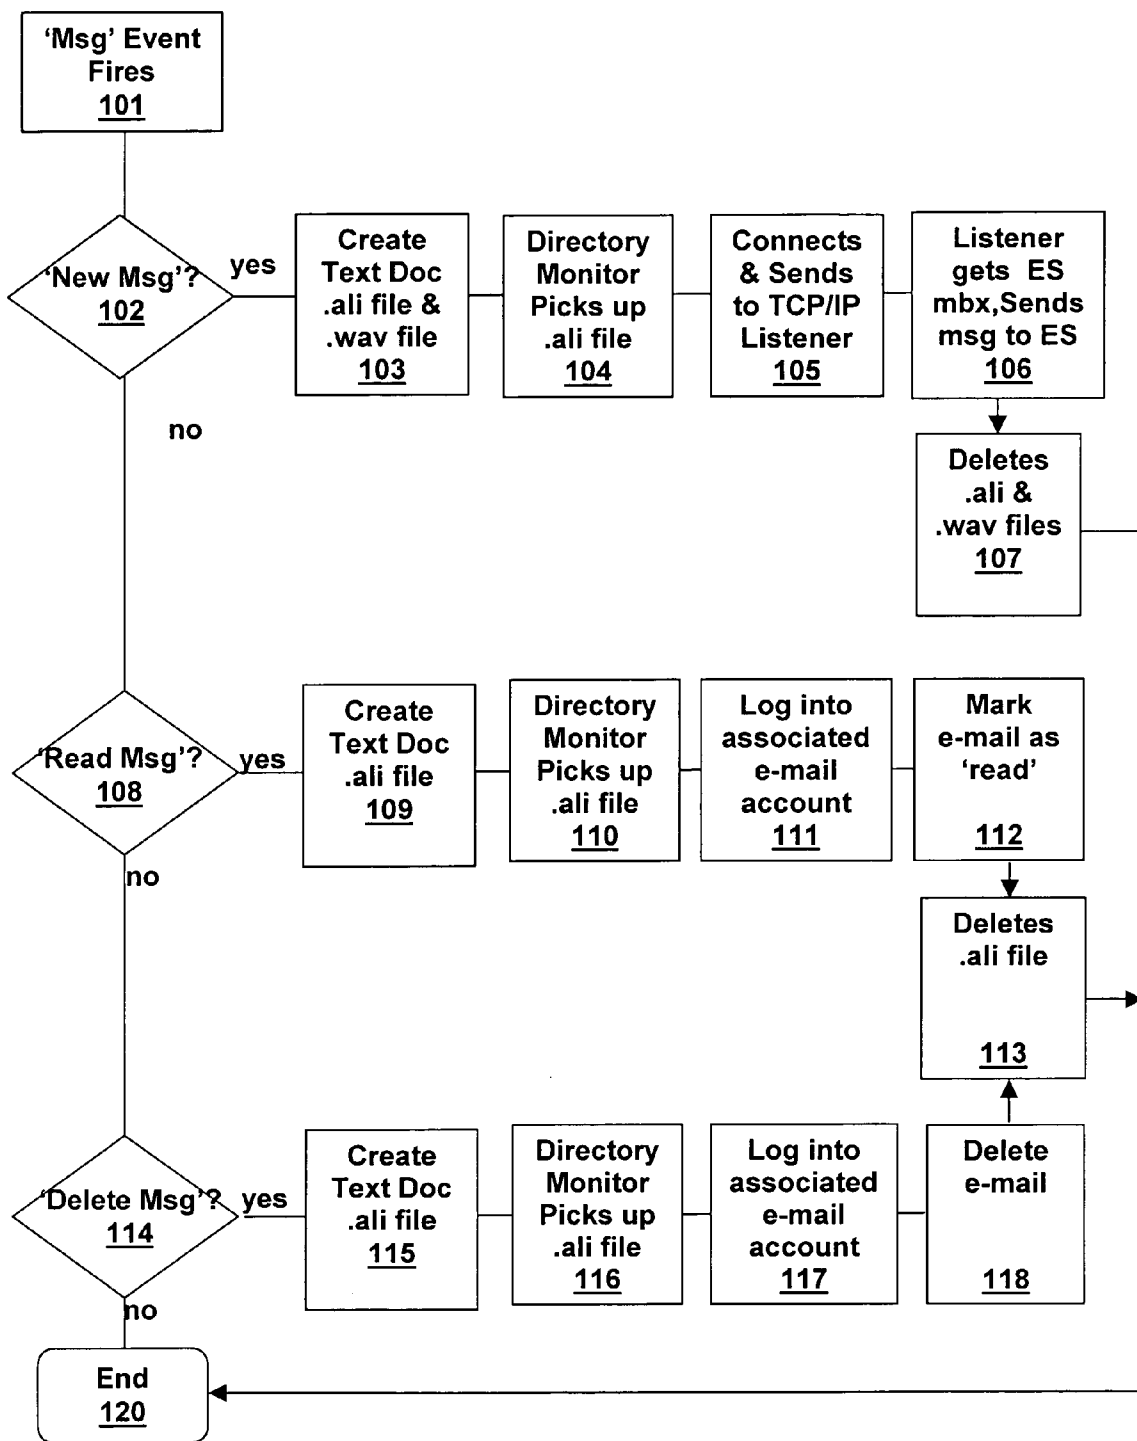 ‘Msg’ Event
Fires
101
‘New Msg’?
102
yes
no
Create
Text Doc
.ali file &
.wav file
103
Directory
Monitor
Picks up
.ali file
104
Connects
& Sends
to TCP/IP
Listener
105
Listener
gets ES
mbx,Sends
msg to ES
106
Deletes
.ali &
.wav files
107
‘Read Msg’?
108
yes
no
Create
Text Doc
.ali file
109
Directory
Monitor
Picks up
.ali file
110
Log into
associated
e-mail
account
111
Mark
e-mail as
‘read’
112
Deletes
.ali file
113
‘Delete Msg’?
114
yes
no
Create
Text Doc
.ali file
115
Directory
Monitor
Picks up
.ali file
116
Log into
associated
e-mail
account
117
Delete
e-mail
118
End
120